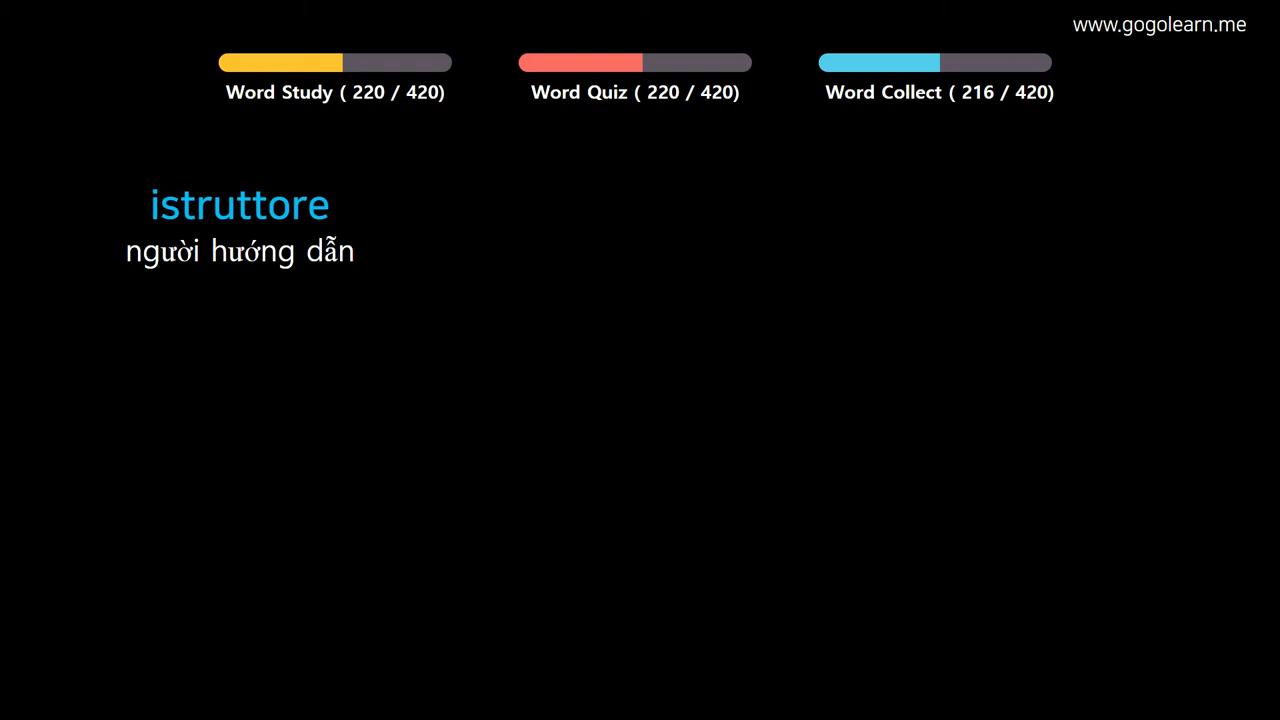 www.gogolearn.me
Word Study ( 220 / 420)
Word Quiz ( 220 / 420)
Word Collect ( 216 / 420)
istruttore
người hướng dẫn